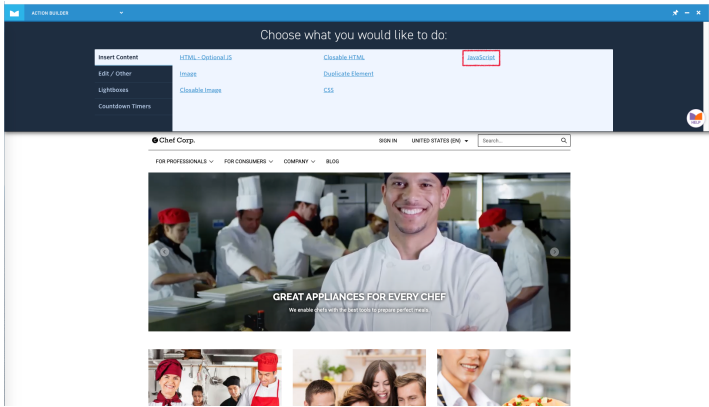 ACTION BUILDER
Choose what you would like to do:
Insert Content
Edit / Other
Lightboxes
Countdown Timers
HTML - Optional JS
Image
Closable Image
Closable HTML
Duplicate Element
CSS
JavaScript
HELP
Chef Corp.
SIGN IN
UNITED STATES (EN)
Search...
FOR PROFESSIONALS
FOR CONSUMERS
COMPANY
BLOG
GREAT APPLIANCES FOR EVERY CHEF
We enable chefs with the best tools to prepare perfect meals.